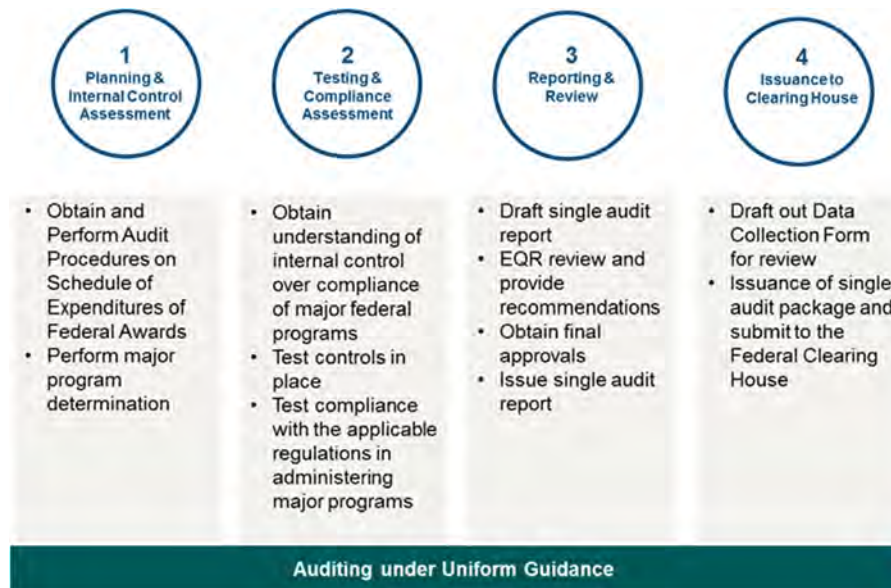 1
Planning &
Internal Control
Assessment
2
Testing &
Compliance
Assessment
3
Reporting &
Review
4
Issuance to
Clearing House
• Obtain and
Perform Audit
Procedures on
Schedule of
Expenditures of
Federal Awards
• Perform major
program
determination
• Obtain
understanding of
internal control
over compliance
of major federal
programs
• Test controls in
place
• Test compliance
with the applicable
regulations in
administering
major programs
• Draft single audit
report
• EQR review and
provide
recommendations
• Obtain final
approvals
• Issue single audit
report
• Draft out Data
Collection Form
for review
• Issuance of single
audit package and
submit to the
Federal Clearing
House
Auditing under Uniform Guidance